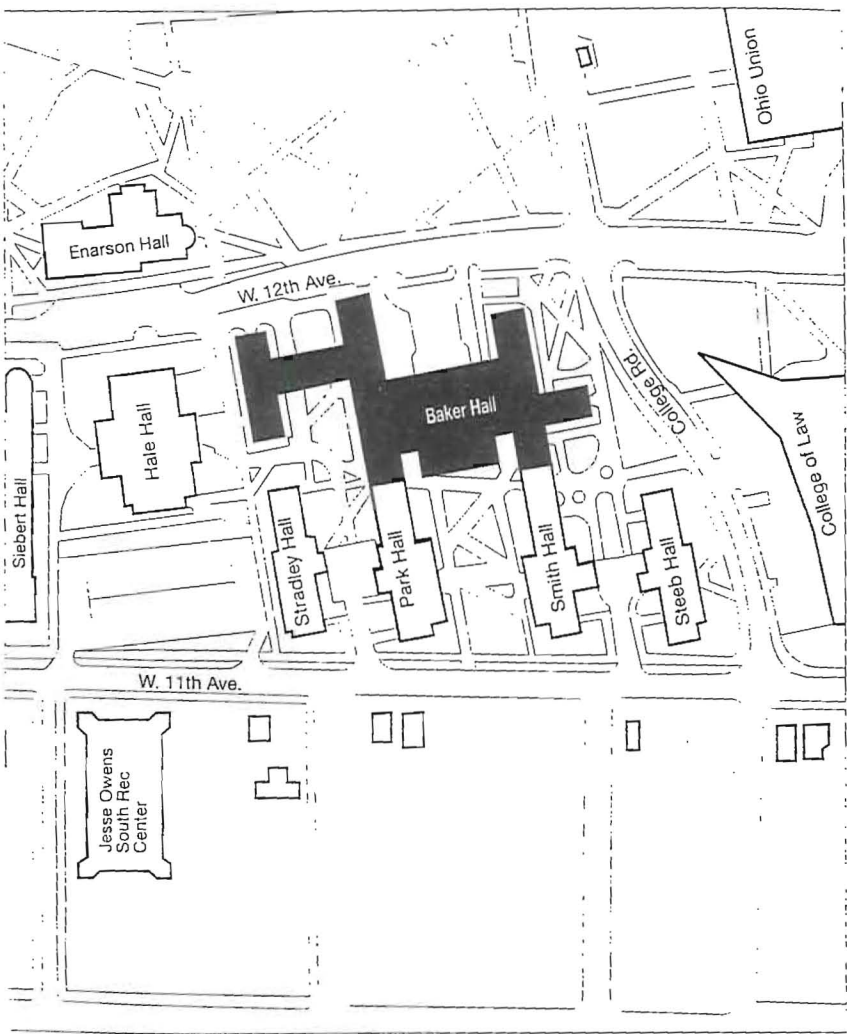 Ohio Union
Enarson Hall
W. 12th Ave.
College Rd.
Baker Hall
Hale Hall
Siebert Hall
College of Law
Stradley Hall
Park Hall
Smith Hall
Steeb Hall
W. 11th Ave.
Jesse Owens
South Rec
Center